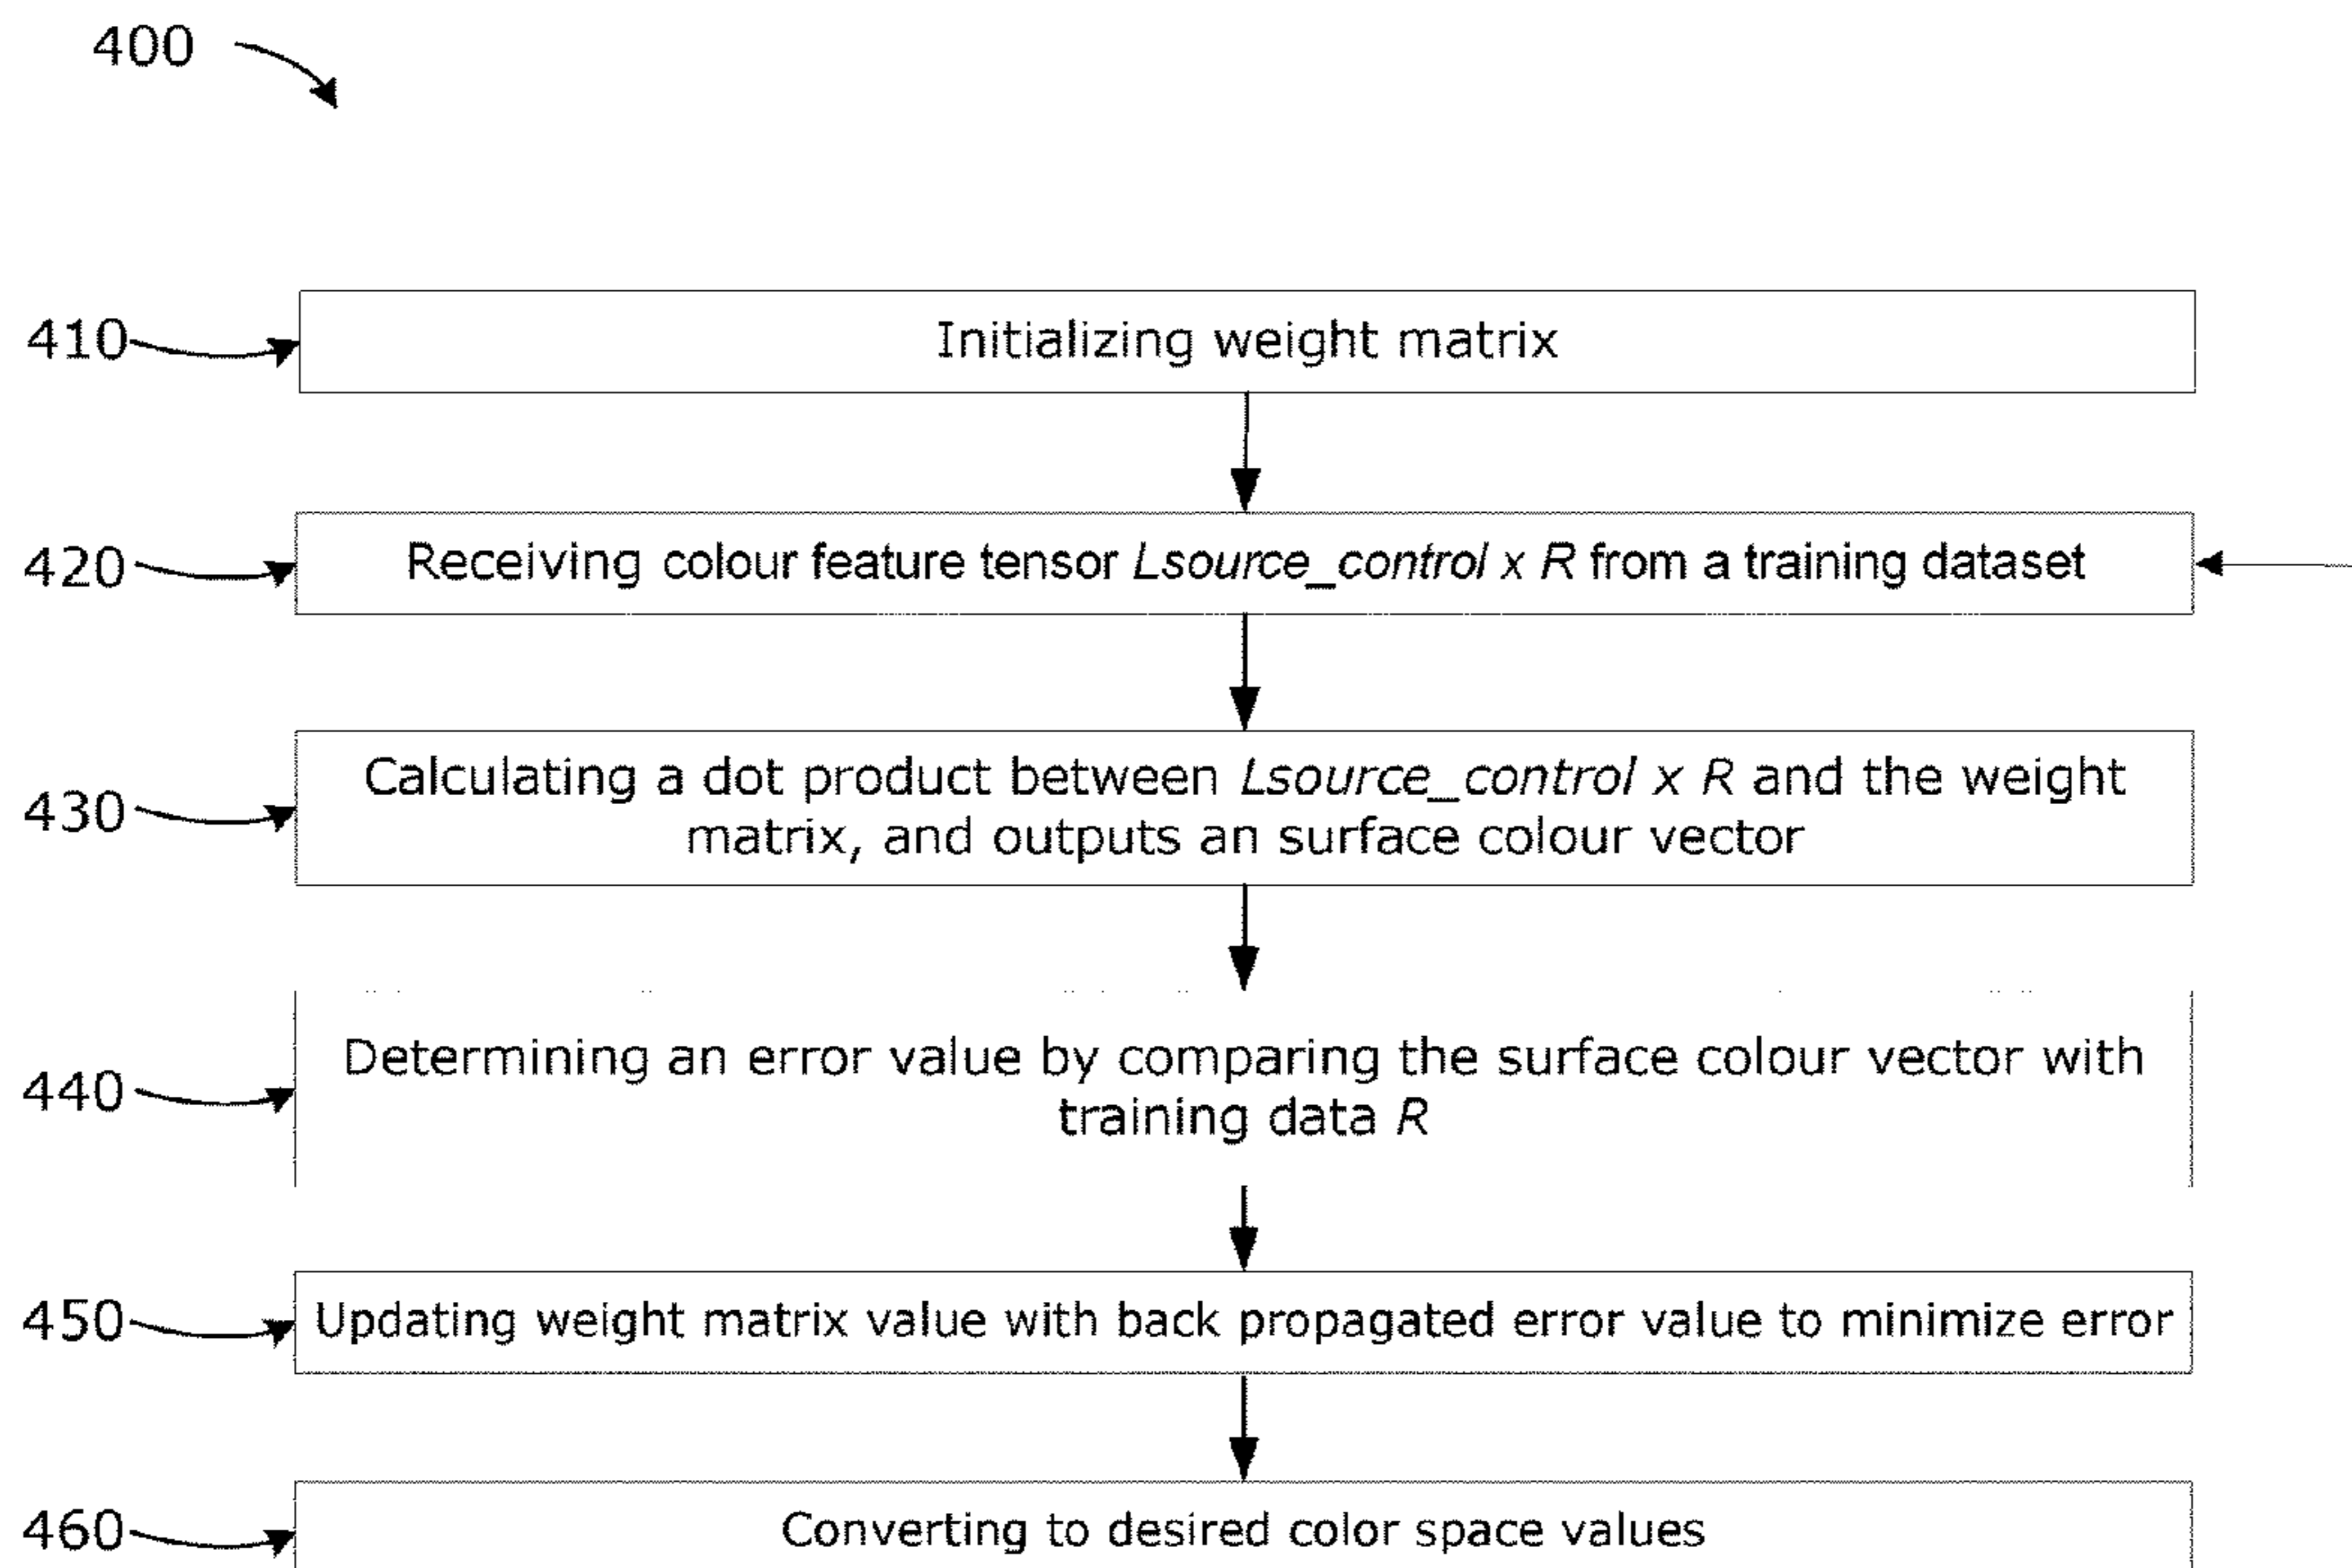 400
410
Initializing weight matrix
420
Receiving colour feature tensor Lsource_control x R from a training dataset
430
Calculating a dot product between Lsource_control x R and the weight
matrix, and outputs an surface colour vector
440
Determining an error value by comparing the surface colour vector with
training data R
450
Updating weight matrix value with back propagated error value to minimize error
460
Converting to desired color space values